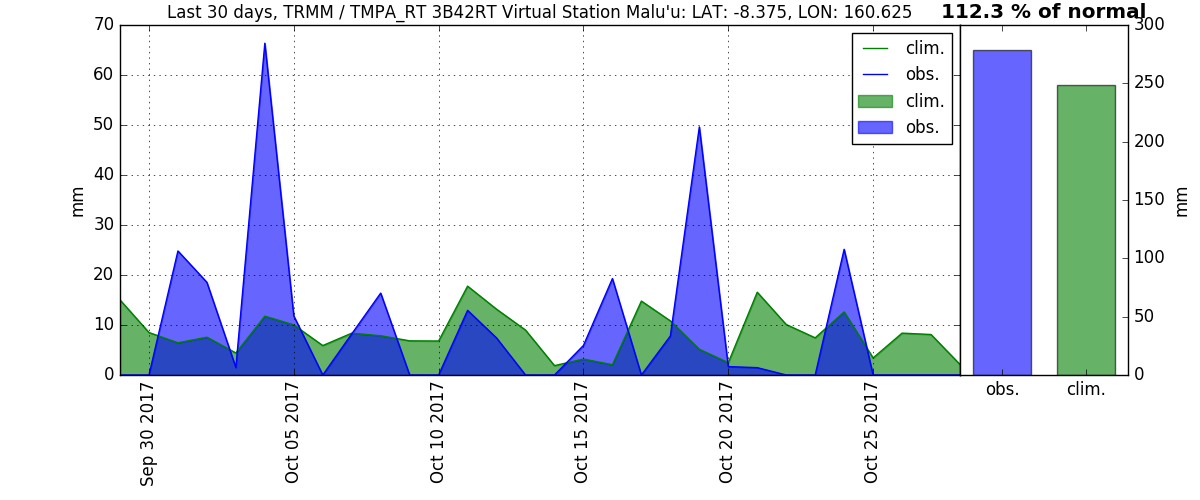 Last 30 days, TRMM / TMPA_RT 3B42RT Virtual Station Malu'u: LAT: -8.375, LON: 160.625
112.3 % of normal
70
60
50
40
30
20
10
0
mm
clim.
obs.
clim.
obs.
300
250
200
150
100
50
0
mm
obs.
clim.
Sep 30 2017
Oct 05 2017
Oct 10 2017
Oct 15 2017
Oct 20 2017
Oct 25 2017